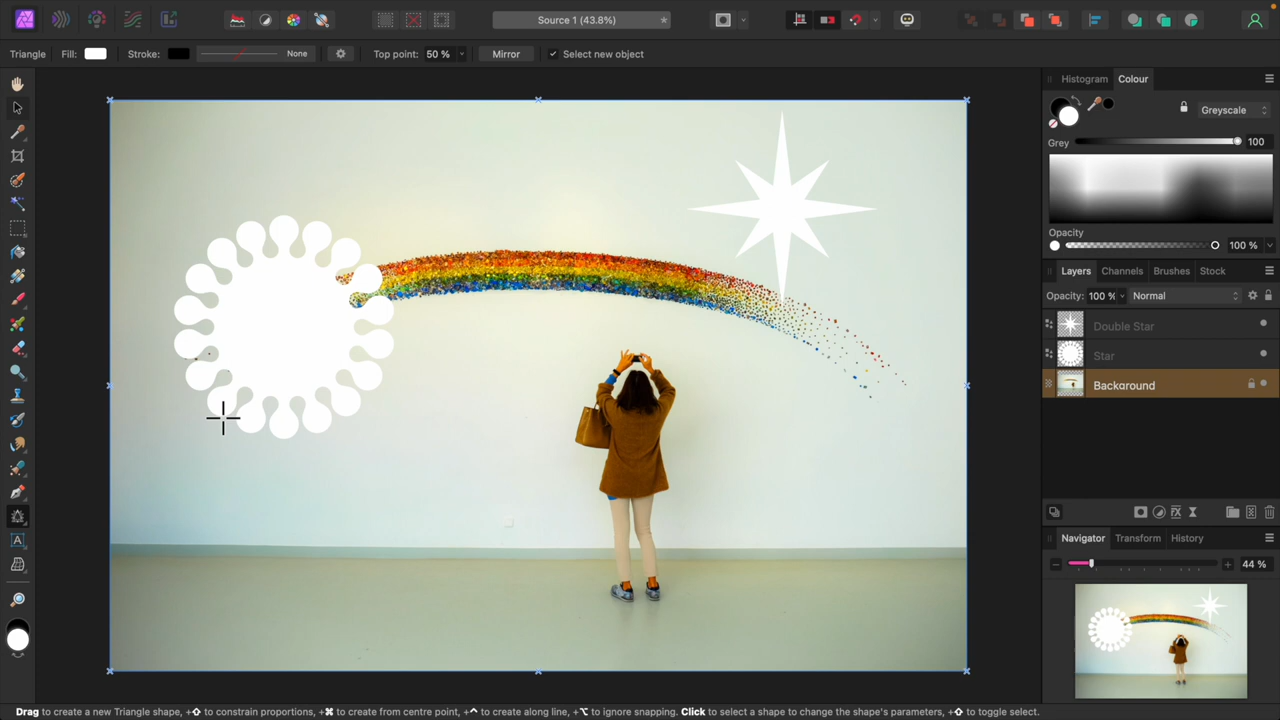 Source 1 (43.8%)
Triangle Fill: Stroke: None Top point: 50 % Mirror Select new object
Histogram Colour
Greyscale
Grey 100
Opacity
100 %
Layers Channels Brushes Stock
Opacity: 100 % Normal
Double Star
Star
Background
Navigator Transform History
44 %
A
Drag to create a new Triangle shape, +⇧ to constrain proportions, +⌘ to create from centre point, +^ to create along line, +⌥ to ignore snapping. Click to select a shape to change the shape's parameters, +⇧ to toggle select.